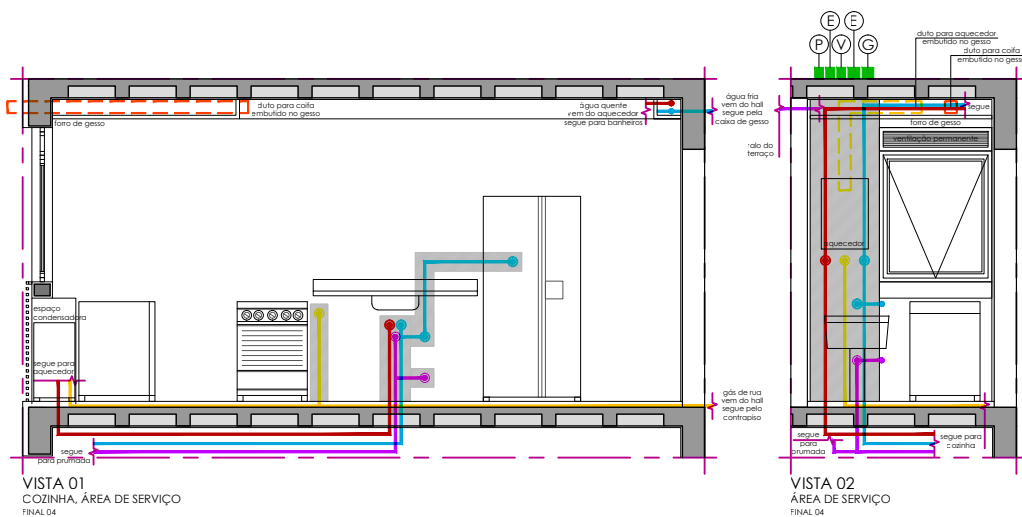 E E
P V G
duto para aquecedor
embutido no gesso
duto para coifa
embutido no gesso
duto para coifa
embutido no gesso
água quente
vem do aquecedor
segue para banheiros
água fria
vem do hall
segue pela
caixa de gesso
segue
forro de gesso
forro de gesso
ventilação permanente
ralo do
terraço
aquecedor
espaço
condensadora
segue para
aquecedor
gás de rua
vem do hall
segue pelo
contrapiso
segue
para prumada
segue
para
prumada
segue para
cozinha
VISTA 01
COZINHA, ÁREA DE SERVIÇO
FINAL 04
VISTA 02
ÁREA DE SERVIÇO
FINAL 04